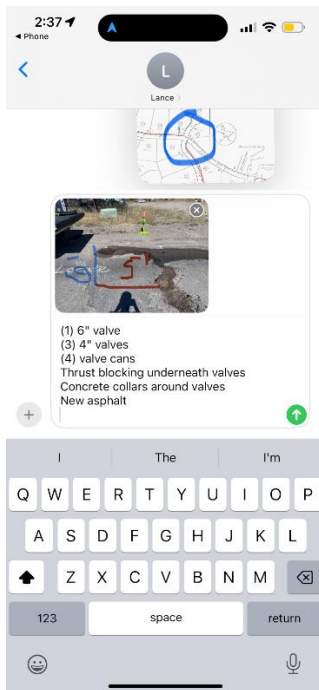 2:37
Phone
L
Lance
5'
(1) 6" valve
(3) 4" valves
(4) valve cans
Thrust blocking underneath valves
Concrete collars around valves
New asphalt
I The I'm
Q W E R T Y U I O P
A S D F G H J K L
Z X C V B N M
123 space return